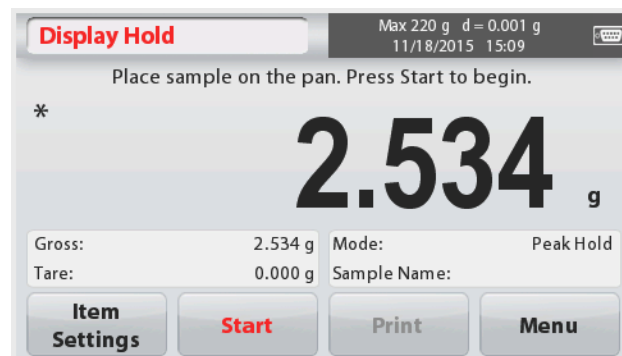 Display Hold
Max 220 g d = 0.001 g
11/18/2015 15:09
Place sample on the pan. Press Start to begin.
*
2.534 g
Gross: 2.534 g
Tare: 0.000 g
Mode: Peak Hold
Sample Name:
Item
Settings
Start
Print
Menu